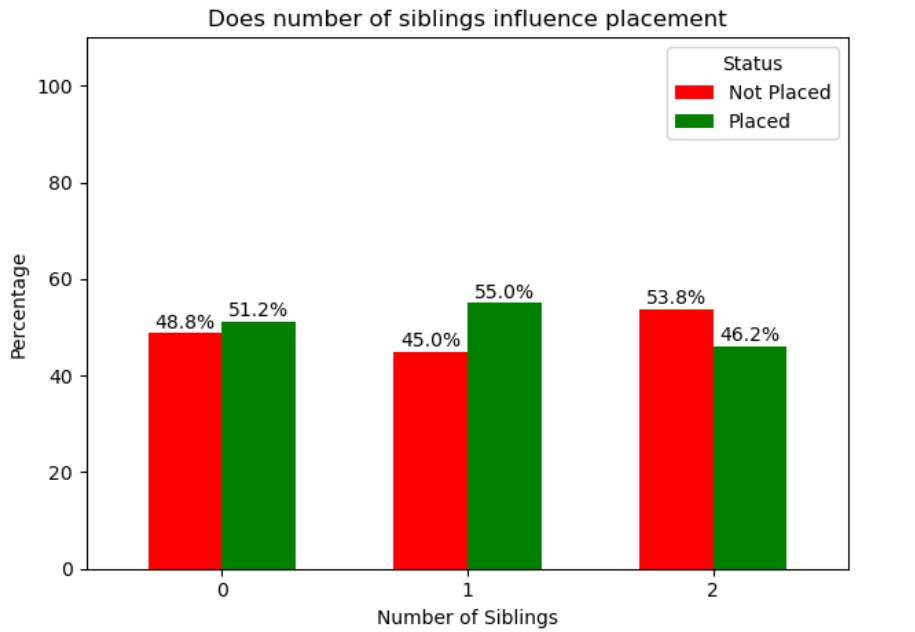 Does number of siblings influence placement
Status
Not Placed
Placed
Percentage
100
80
60
40
20
0
48.8%
51.2%
45.0%
55.0%
53.8%
46.2%
0
1
2
Number of Siblings